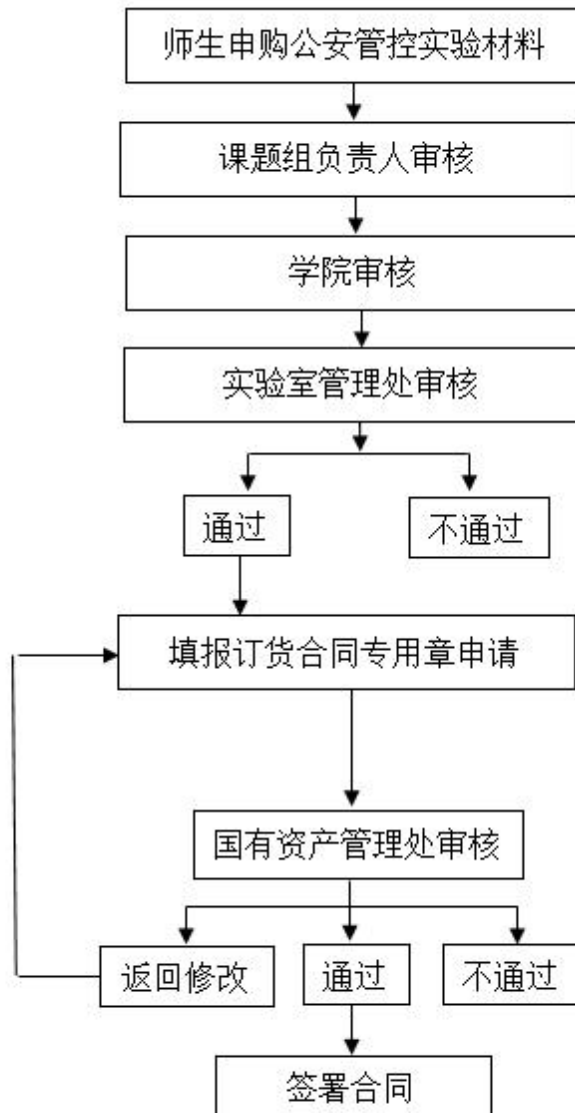 师生申购公安管控实验材料
课题组负责人审核
学院审核
实验室管理处审核
通过
不通过
填报订货合同专用章申请
国有资产管理处审核
返回修改
通过
不通过
签署合同